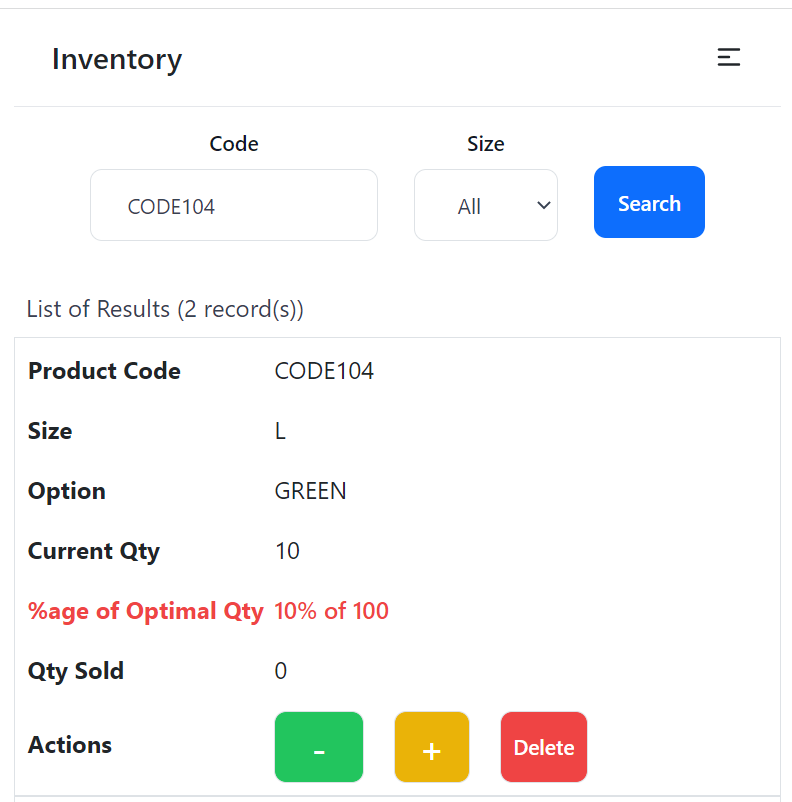 Inventory
Code Size
CODE104 All Search
List of Results (2 record(s))
Product Code CODE104
Size L
Option GREEN
Current Qty 10
%age of Optimal Qty 10% of 100
Qty Sold 0
Actions - + Delete